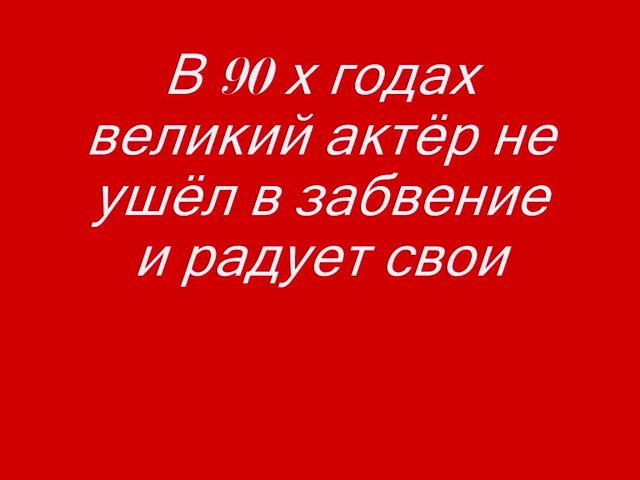 В 90 х годах
великий актёр не
ушёл в забвение
и радует свои